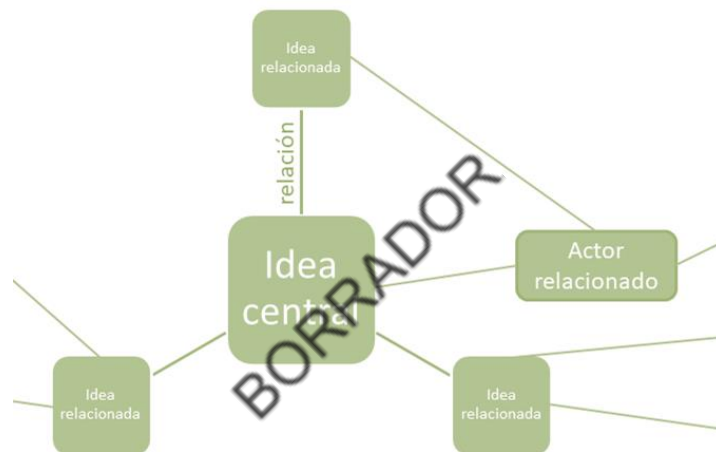 Idea
relacionada
relación
Idea
central
Actor
relacionado
Idea
relacionada
Idea
relacionada
BORRADOR